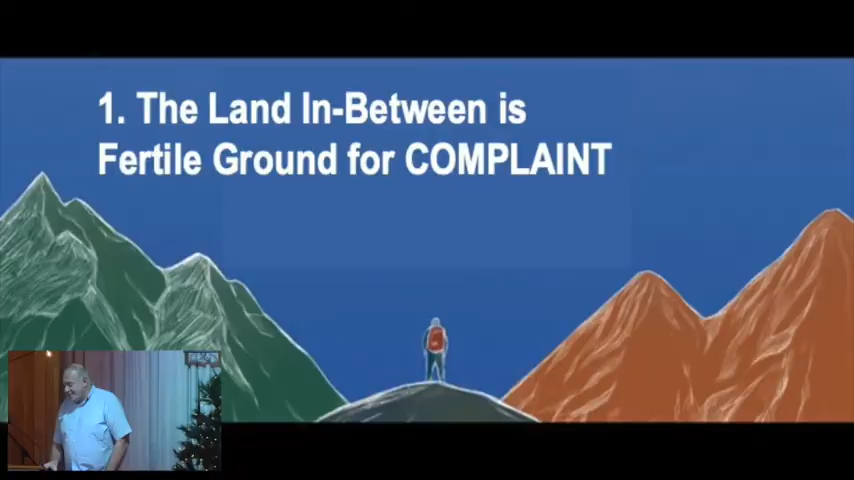 1. The Land In-Between is
Fertile Ground for COMPLAINT